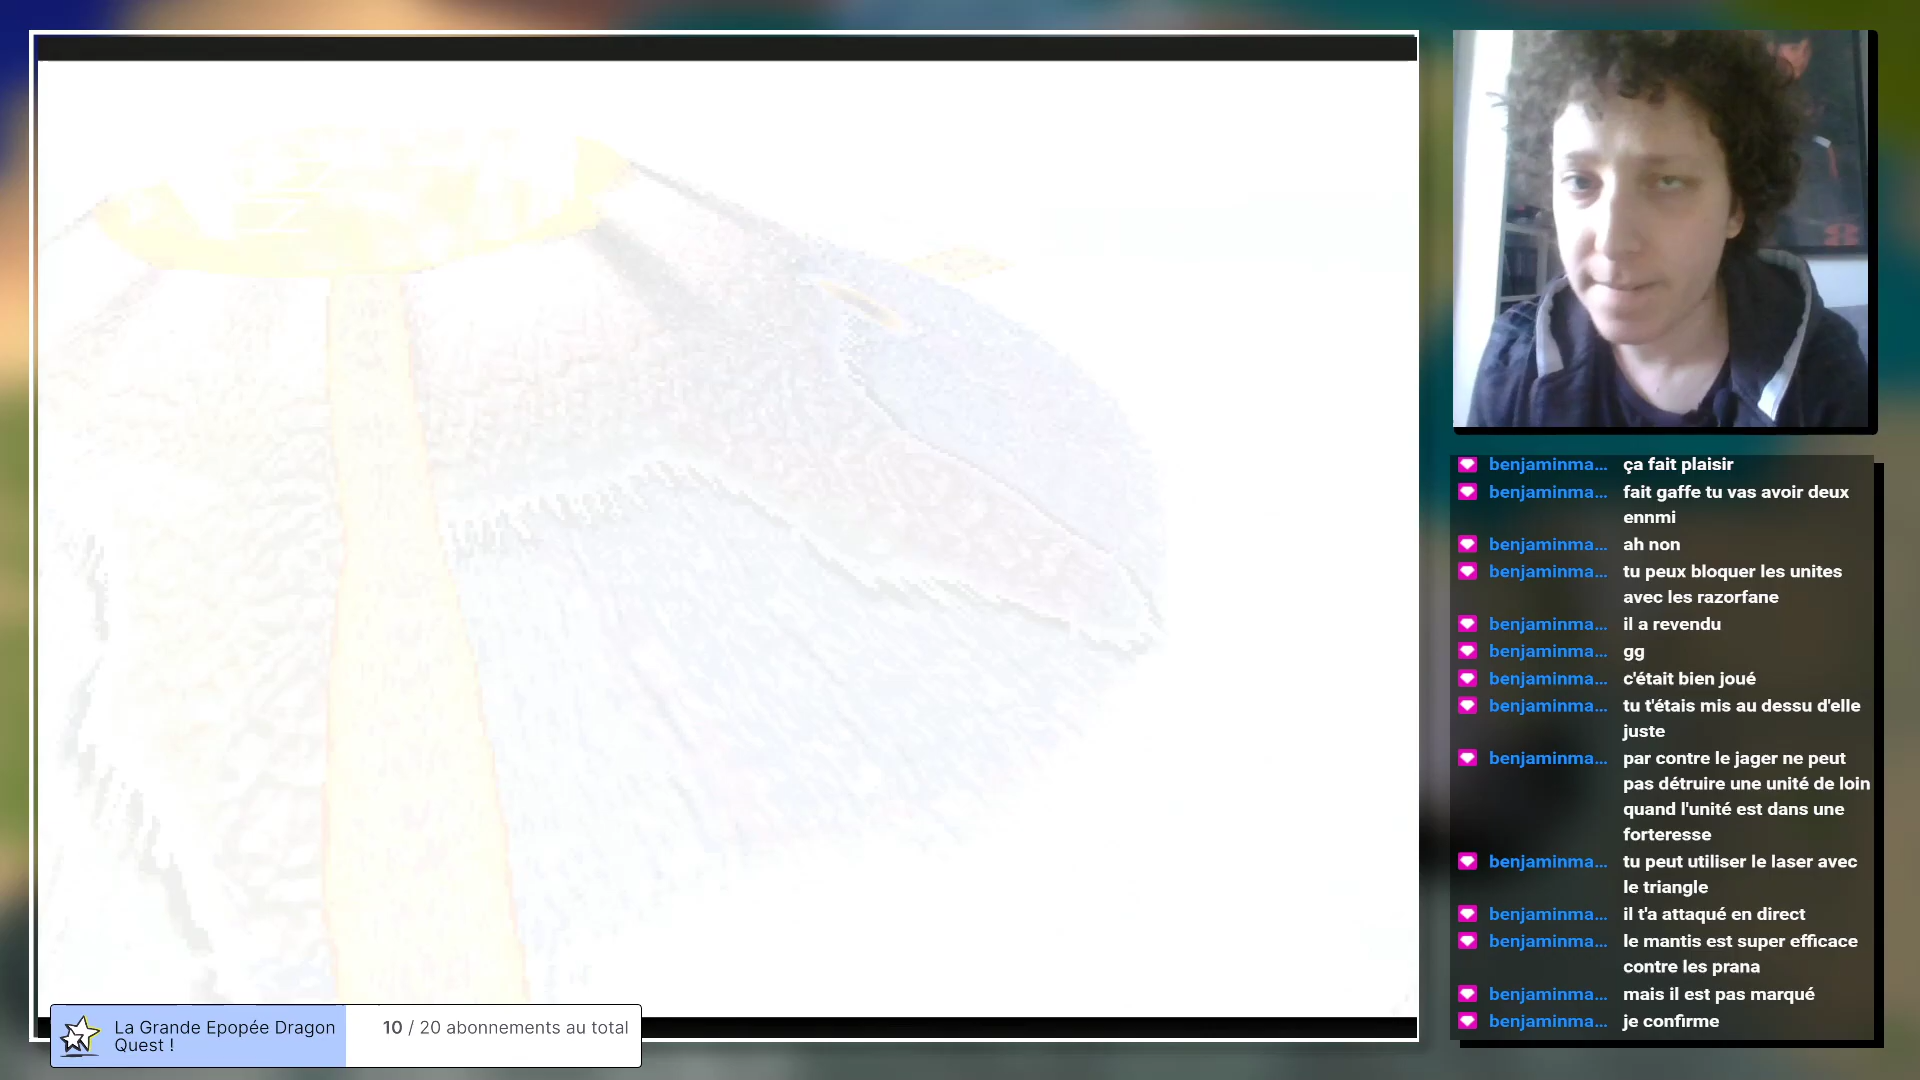 benjaminma... ça fait plaisir
benjaminma... fait gaffe tu vas avoir deux
ennmi
benjaminma... ah non
benjaminma... tu peux bloquer les unites
avec les razorfane
benjaminma... il a revendu
benjaminma... gg
benjaminma... c'était bien joué
benjaminma... tu t'étais mis au dessu d'elle
juste
benjaminma... par contre le jager ne peut
pas détruire une unité de loin
quand l'unité est dans une
forteresse
benjaminma... tu peut utiliser le laser avec
le triangle
benjaminma... il t'a attaqué en direct
benjaminma... le mantis est super efficace
contre les prana
benjaminma... mais il est pas marqué
benjaminma... je confirme
La Grande Epopée Dragon
Quest !
10 / 20 abonnements au total